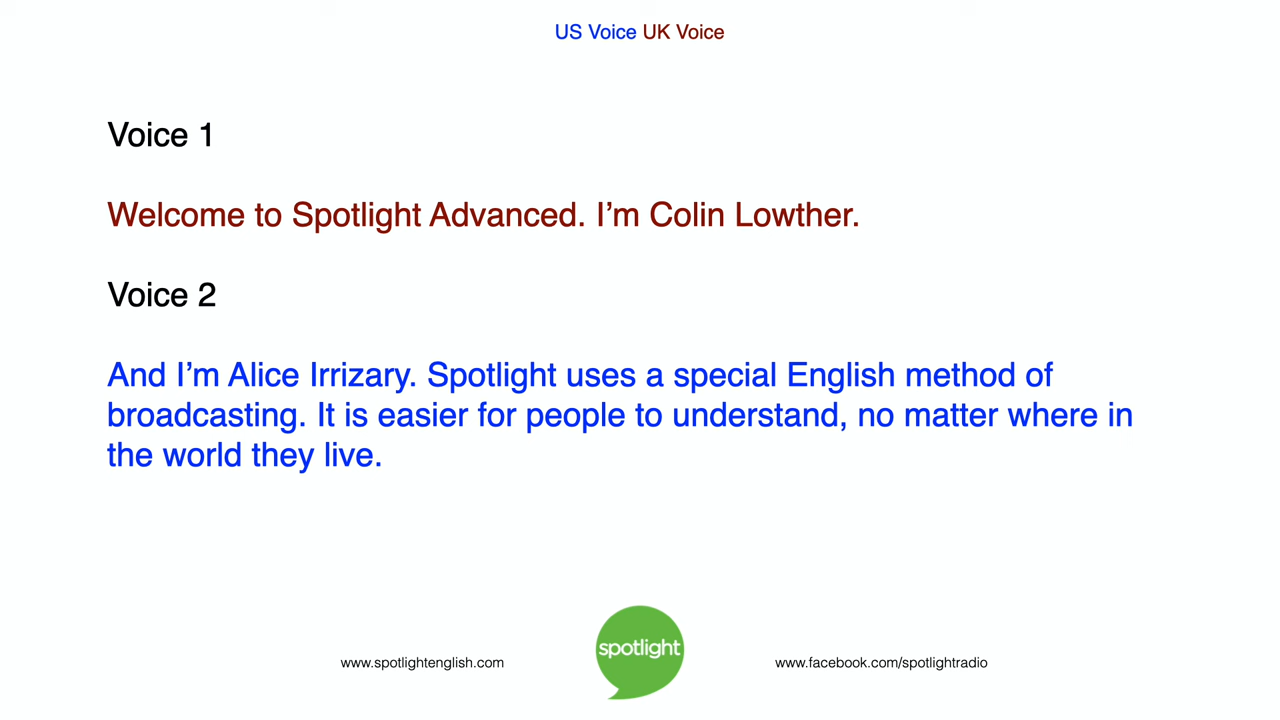 US Voice UK Voice
Voice 1
Welcome to Spotlight Advanced. I’m Colin Lowther.
Voice 2
And I’m Alice Irrizary. Spotlight uses a special English method of
broadcasting. It is easier for people to understand, no matter where in
the world they live.
www.spotlightenglish.com
spotlight
www.facebook.com/spotlightradio